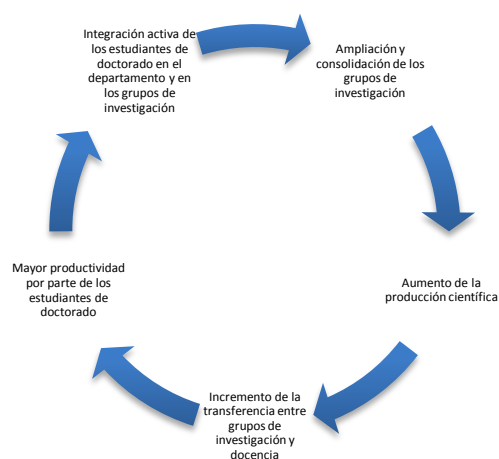 Integración activa de
los estudiantes de
doctorado en el
departamento y en
los grupos de
investigación
Ampliación y
consolidación de los
grupos de
investigación
Aumento de la
producción científica
Incremento de la
transferencia entre
grupos de
investigación y
docencia
Mayor productividad
por parte de los
estudiantes de
doctorado